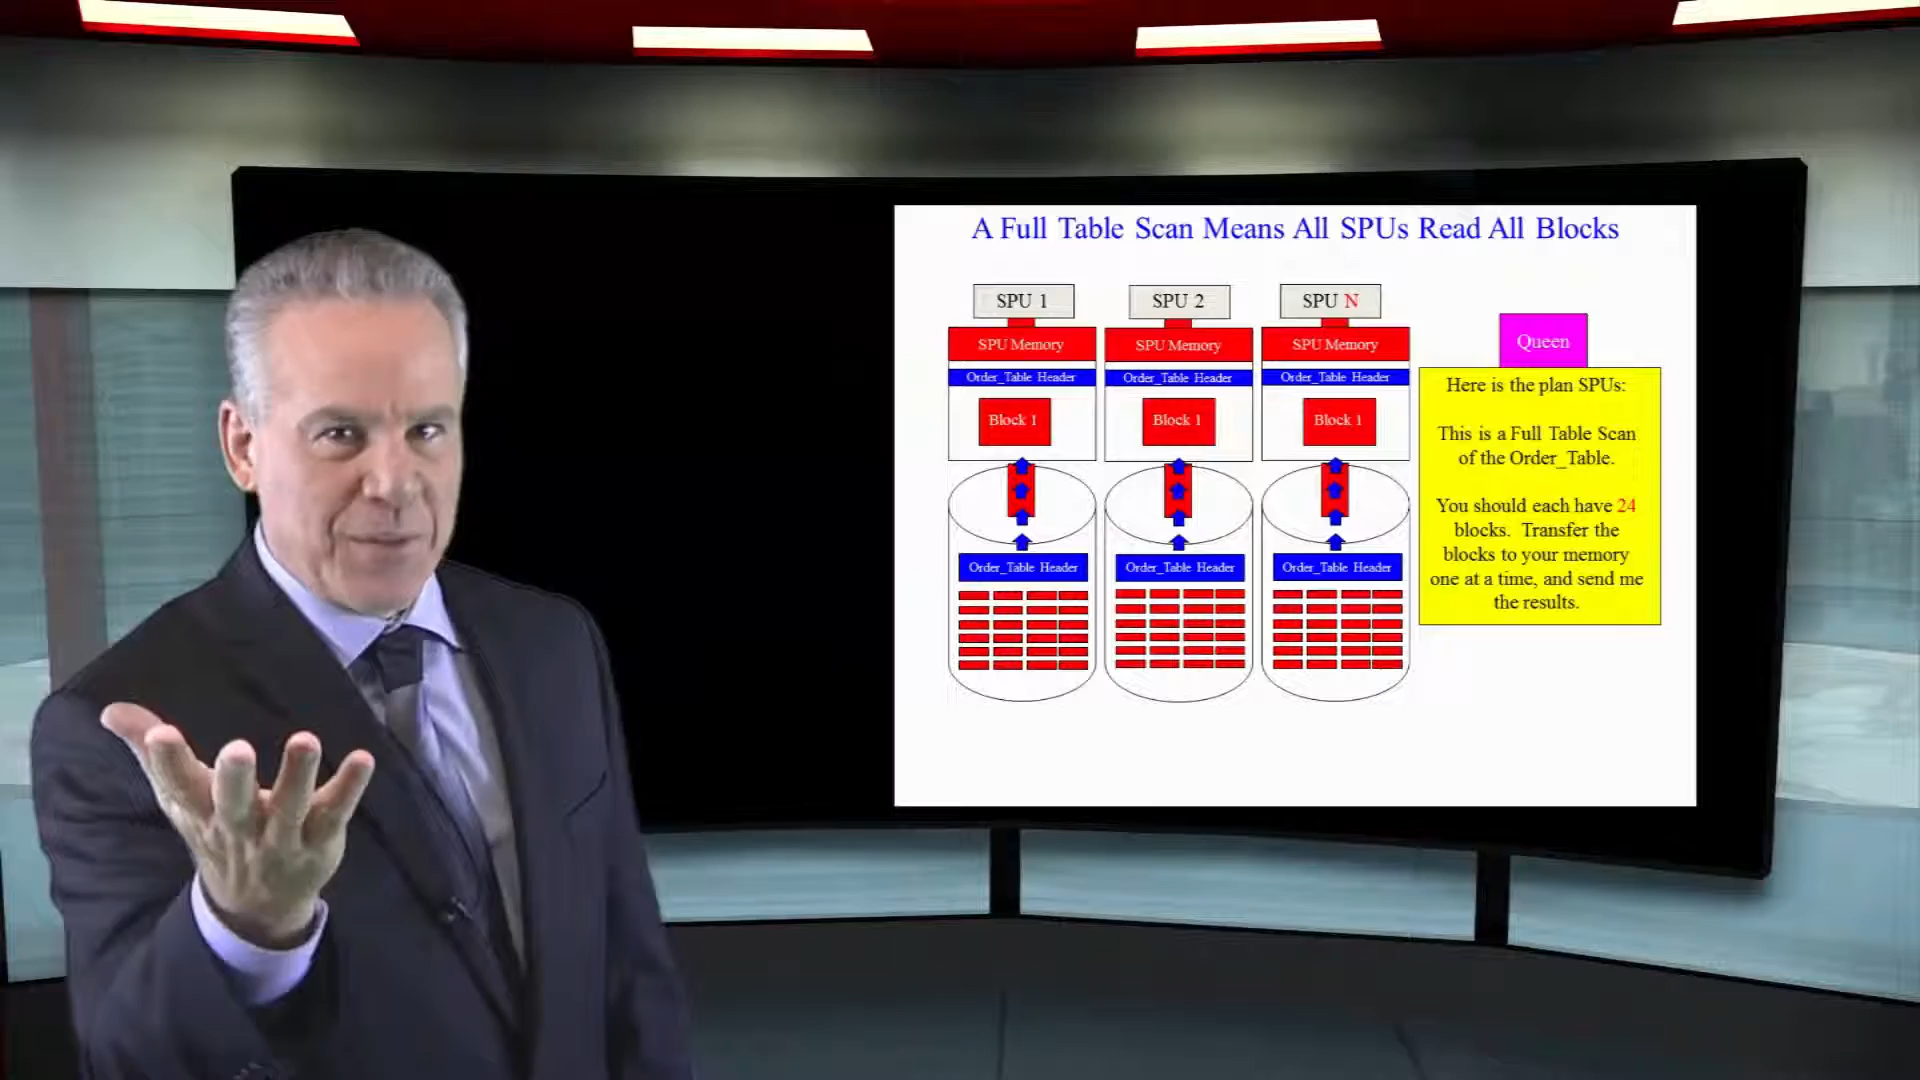 A Full Table Scan Means All SPUs Read All Blocks
SPU 1
SPU Memory
Order_Table Header
Block 1
Order_Table Header
SPU 2
SPU Memory
Order_Table Header
Block 1
Order_Table Header
SPU N
SPU Memory
Order_Table Header
Block 1
Order_Table Header
Queen
Here is the plan SPUs:
This is a Full Table Scan
of the Order_Table.
You should each have 24
blocks. Transfer the
blocks to your memory
one at a time, and send me
the results.